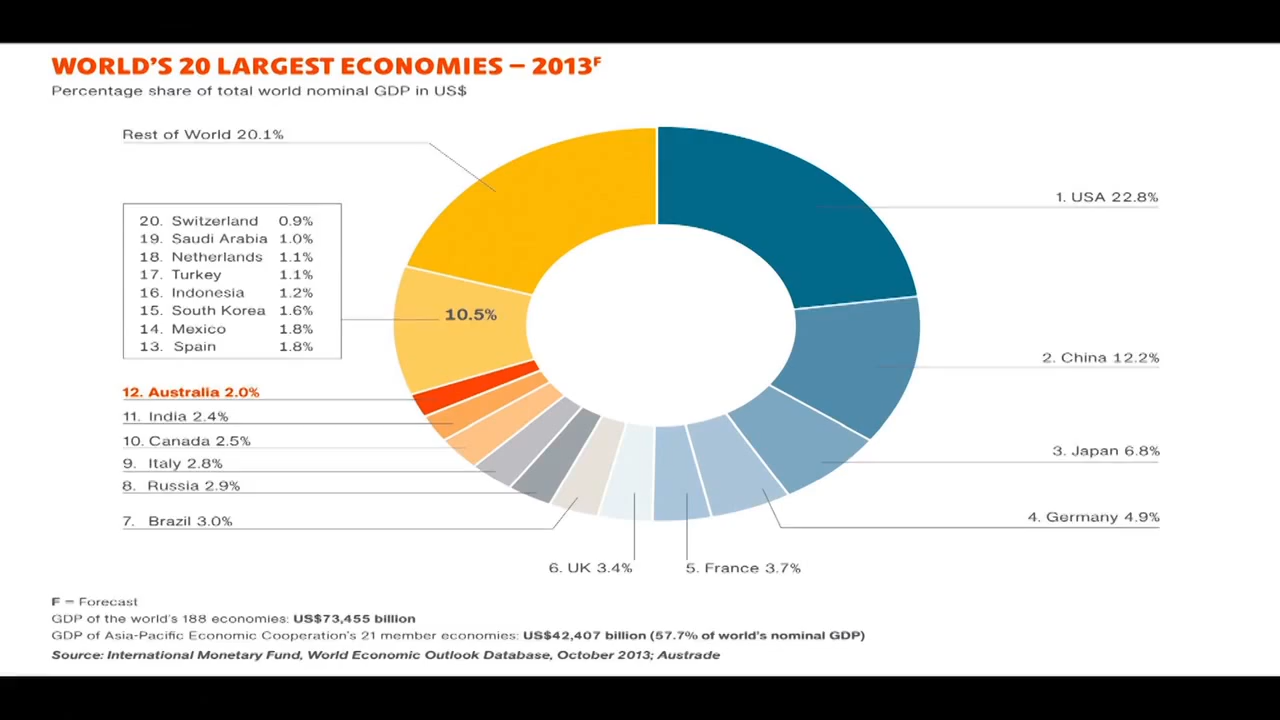 WORLD'S 20 LARGEST ECONOMIES – 2013F
Percentage share of total world nominal GDP in US$
Rest of World 20.1%
1. USA 22.8%
20. Switzerland 0.9%
19. Saudi Arabia 1.0%
18. Netherlands 1.1%
17. Turkey 1.1%
16. Indonesia 1.2%
15. South Korea 1.6%
14. Mexico 1.8%
13. Spain 1.8%
10.5%
2. China 12.2%
12. Australia 2.0%
11. India 2.4%
10. Canada 2.5%
3. Japan 6.8%
9. Italy 2.8%
8. Russia 2.9%
7. Brazil 3.0%
4. Germany 4.9%
6. UK 3.4%
5. France 3.7%
F = Forecast
GDP of the world's 188 economies: US$73,455 billion
GDP of Asia-Pacific Economic Cooperation's 21 member economies: US$42,407 billion (57.7% of world's nominal GDP)
Source: International Monetary Fund, World Economic Outlook Database, October 2013; Austrade